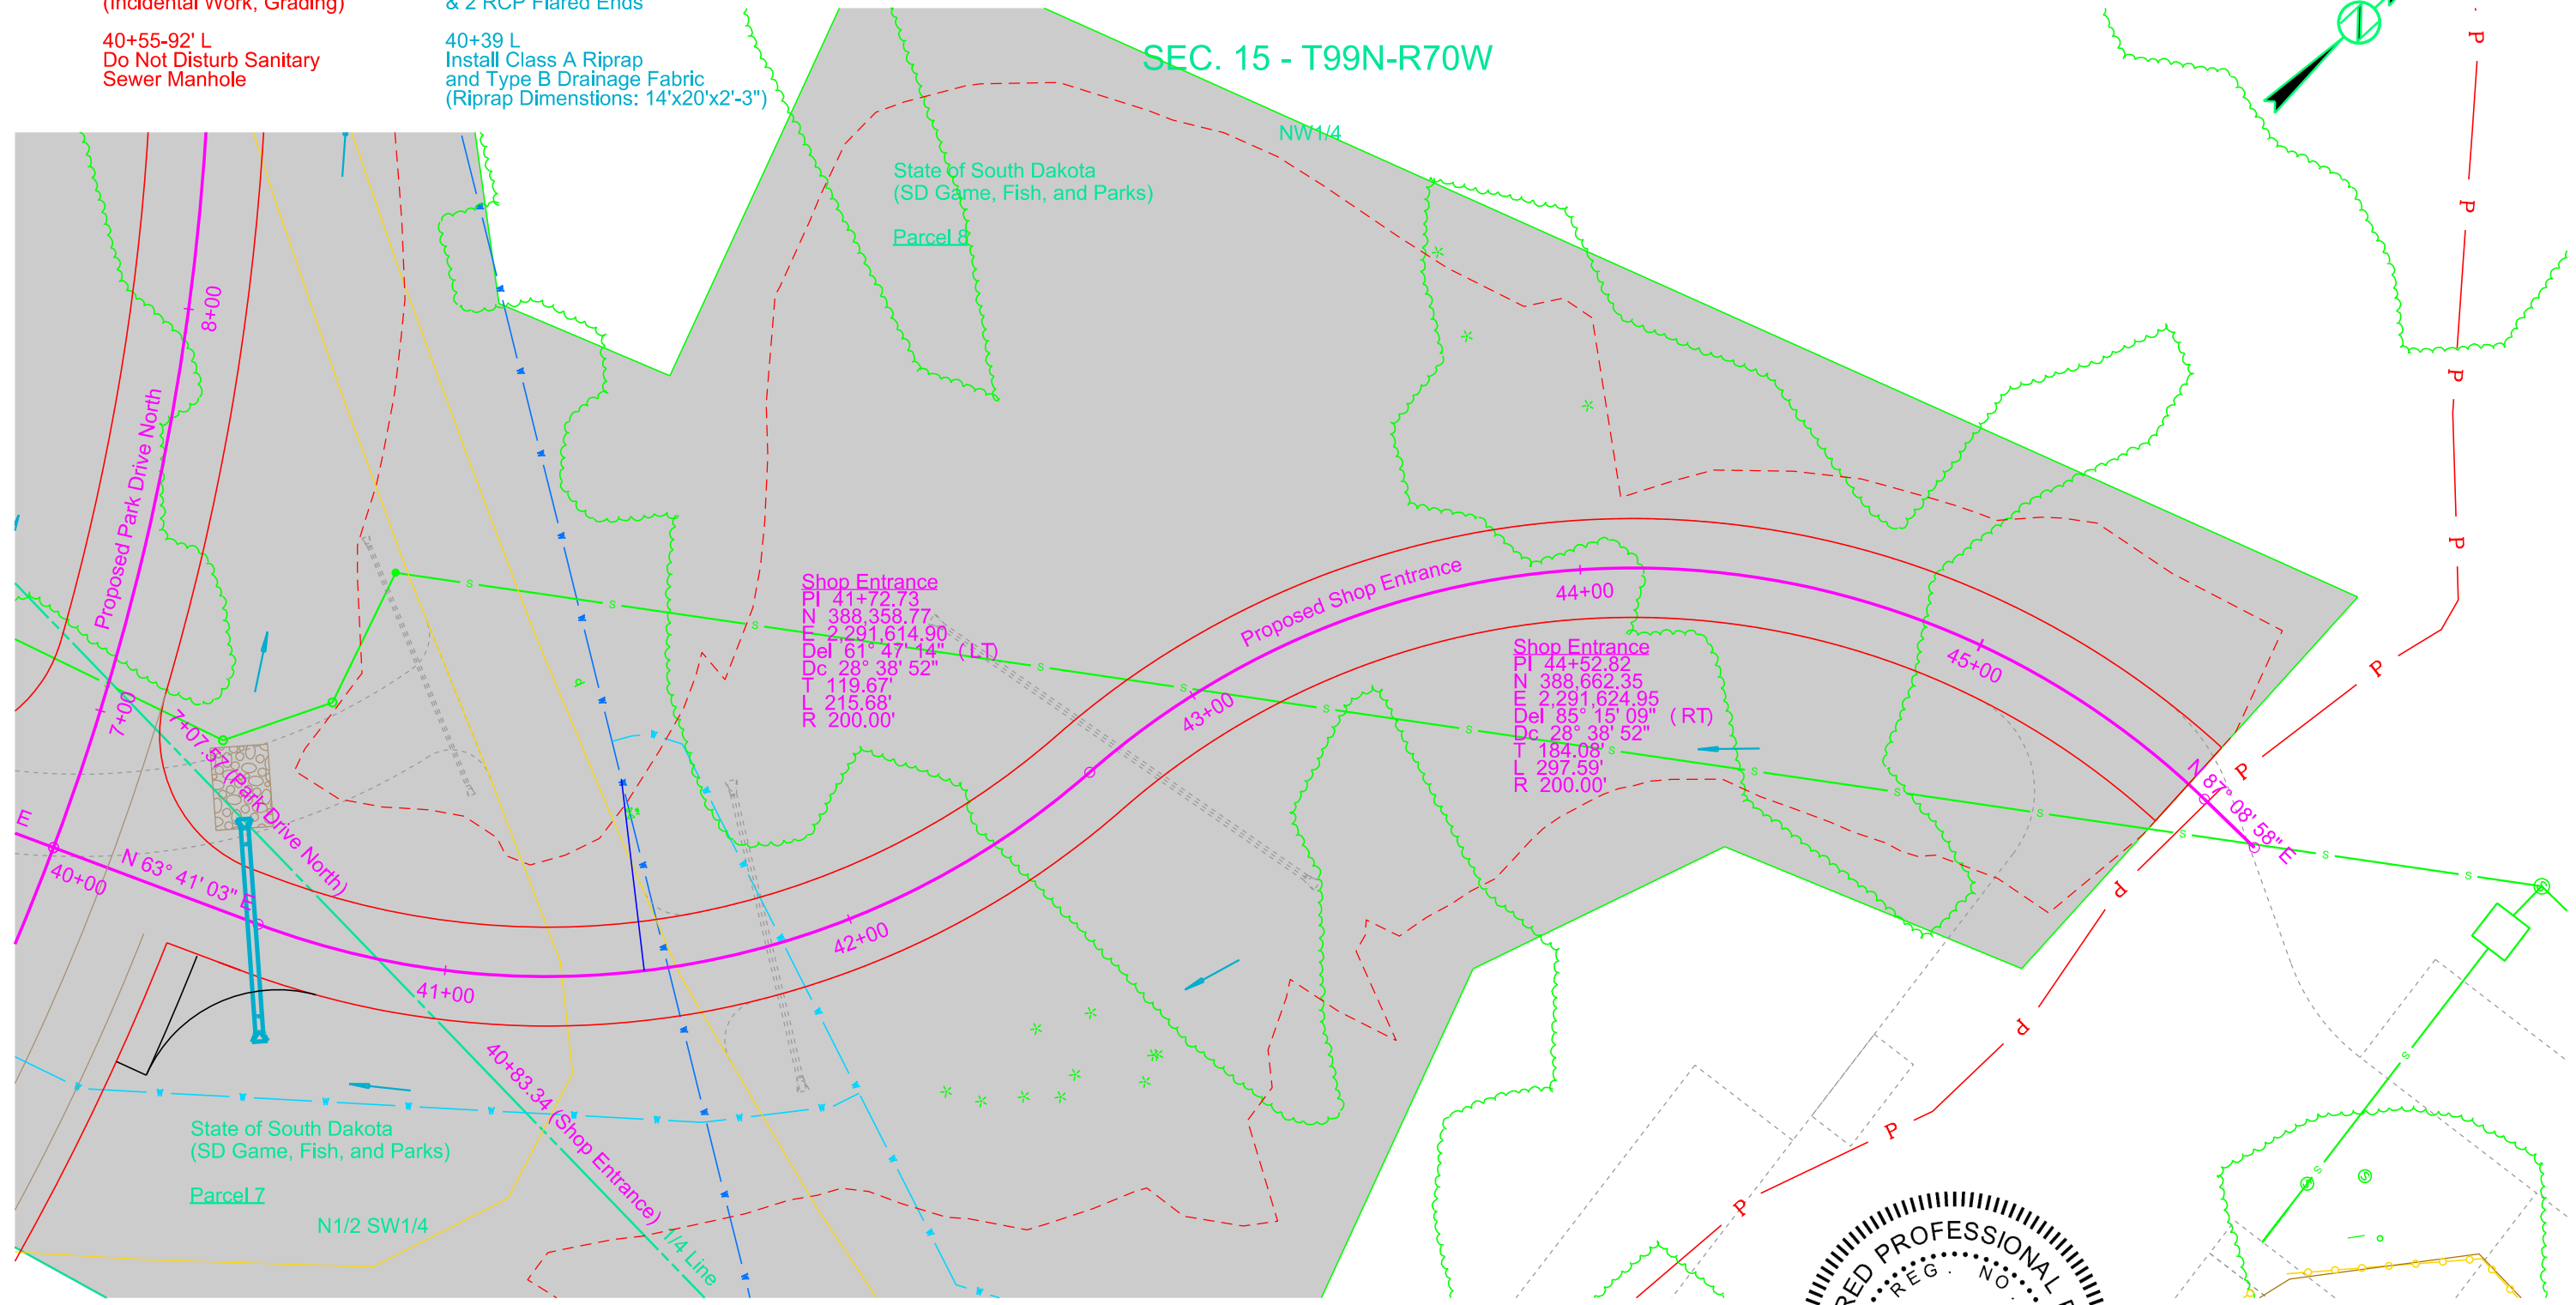 (Incidental Work, Grading)
40+55-92' L
Do Not Disturb Sanitary
Sewer Manhole
& 2 RCP Flared Ends
40+39 L
Install Class A Riprap
and Type B Drainage Fabric
(Riprap Dimenstions: 14'x20'x2'-3")
SEC. 15 - T99N-R70W
NW1/4
State of South Dakota
(SD Game, Fish, and Parks)
Parcel 8
8+00
Proposed Park Drive North
7+00
7+07.57 (Park Drive North)
E
40+00
N 63° 41' 03" E
41+00
42+00
43+00
Proposed Shop Entrance
44+00
45+00
N 87° 08' 58" E
Shop Entrance
PI 41+72.73
N 388,358.77
E 2,291,614.90
Del 61° 47' 14" (LT)
Dc 28° 38' 52"
T 119.67'
L 215.68'
R 200.00'
Shop Entrance
PI 44+52.82
N 388,662.35
E 2,291,624.95
Del 85° 15' 09" (RT)
Dc 28° 38' 52"
T 184.08'
L 297.59'
R 200.00'
40+83.34 (Shop Entrance)
1/4 Line
State of South Dakota
(SD Game, Fish, and Parks)
Parcel 7
N1/2 SW1/4
PROFESSIONAL
REG. NO.